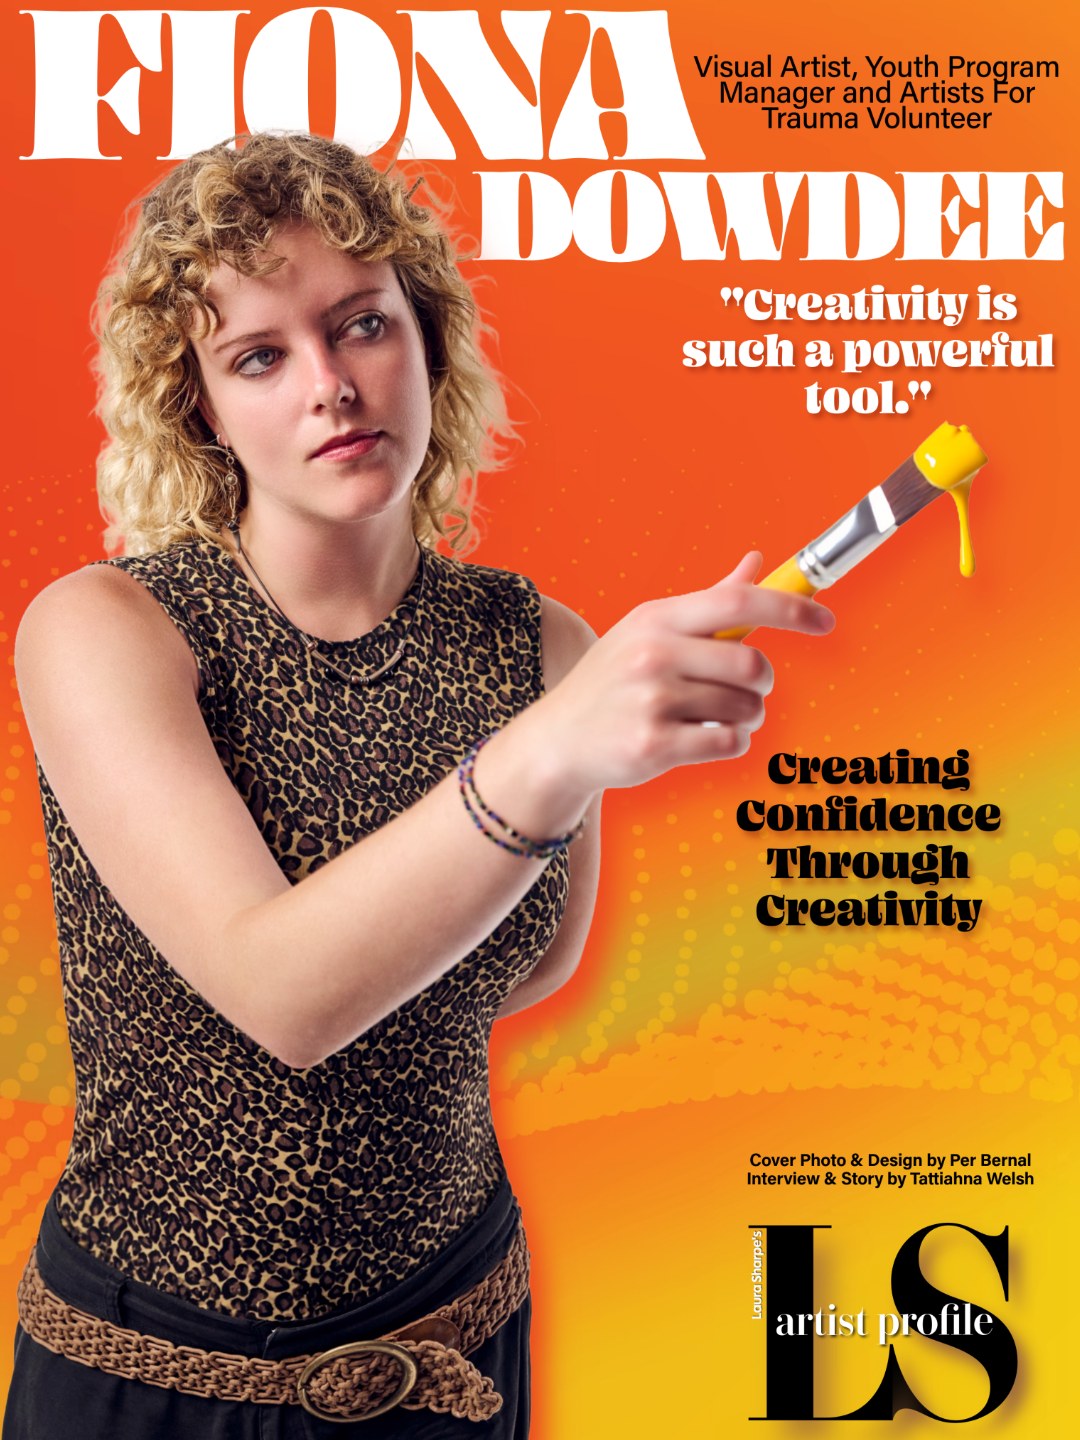 FIONA
DOWDEE
Visual Artist, Youth Program
Manager and Artists For
Trauma Volunteer
"Creativity is
such a powerful
tool."
Creating
Confidence
Through
Creativity
Cover Photo & Design by Per Bernal
Interview & Story by Tattiahna Welsh
Laura Sharpe's
LS
artist profile